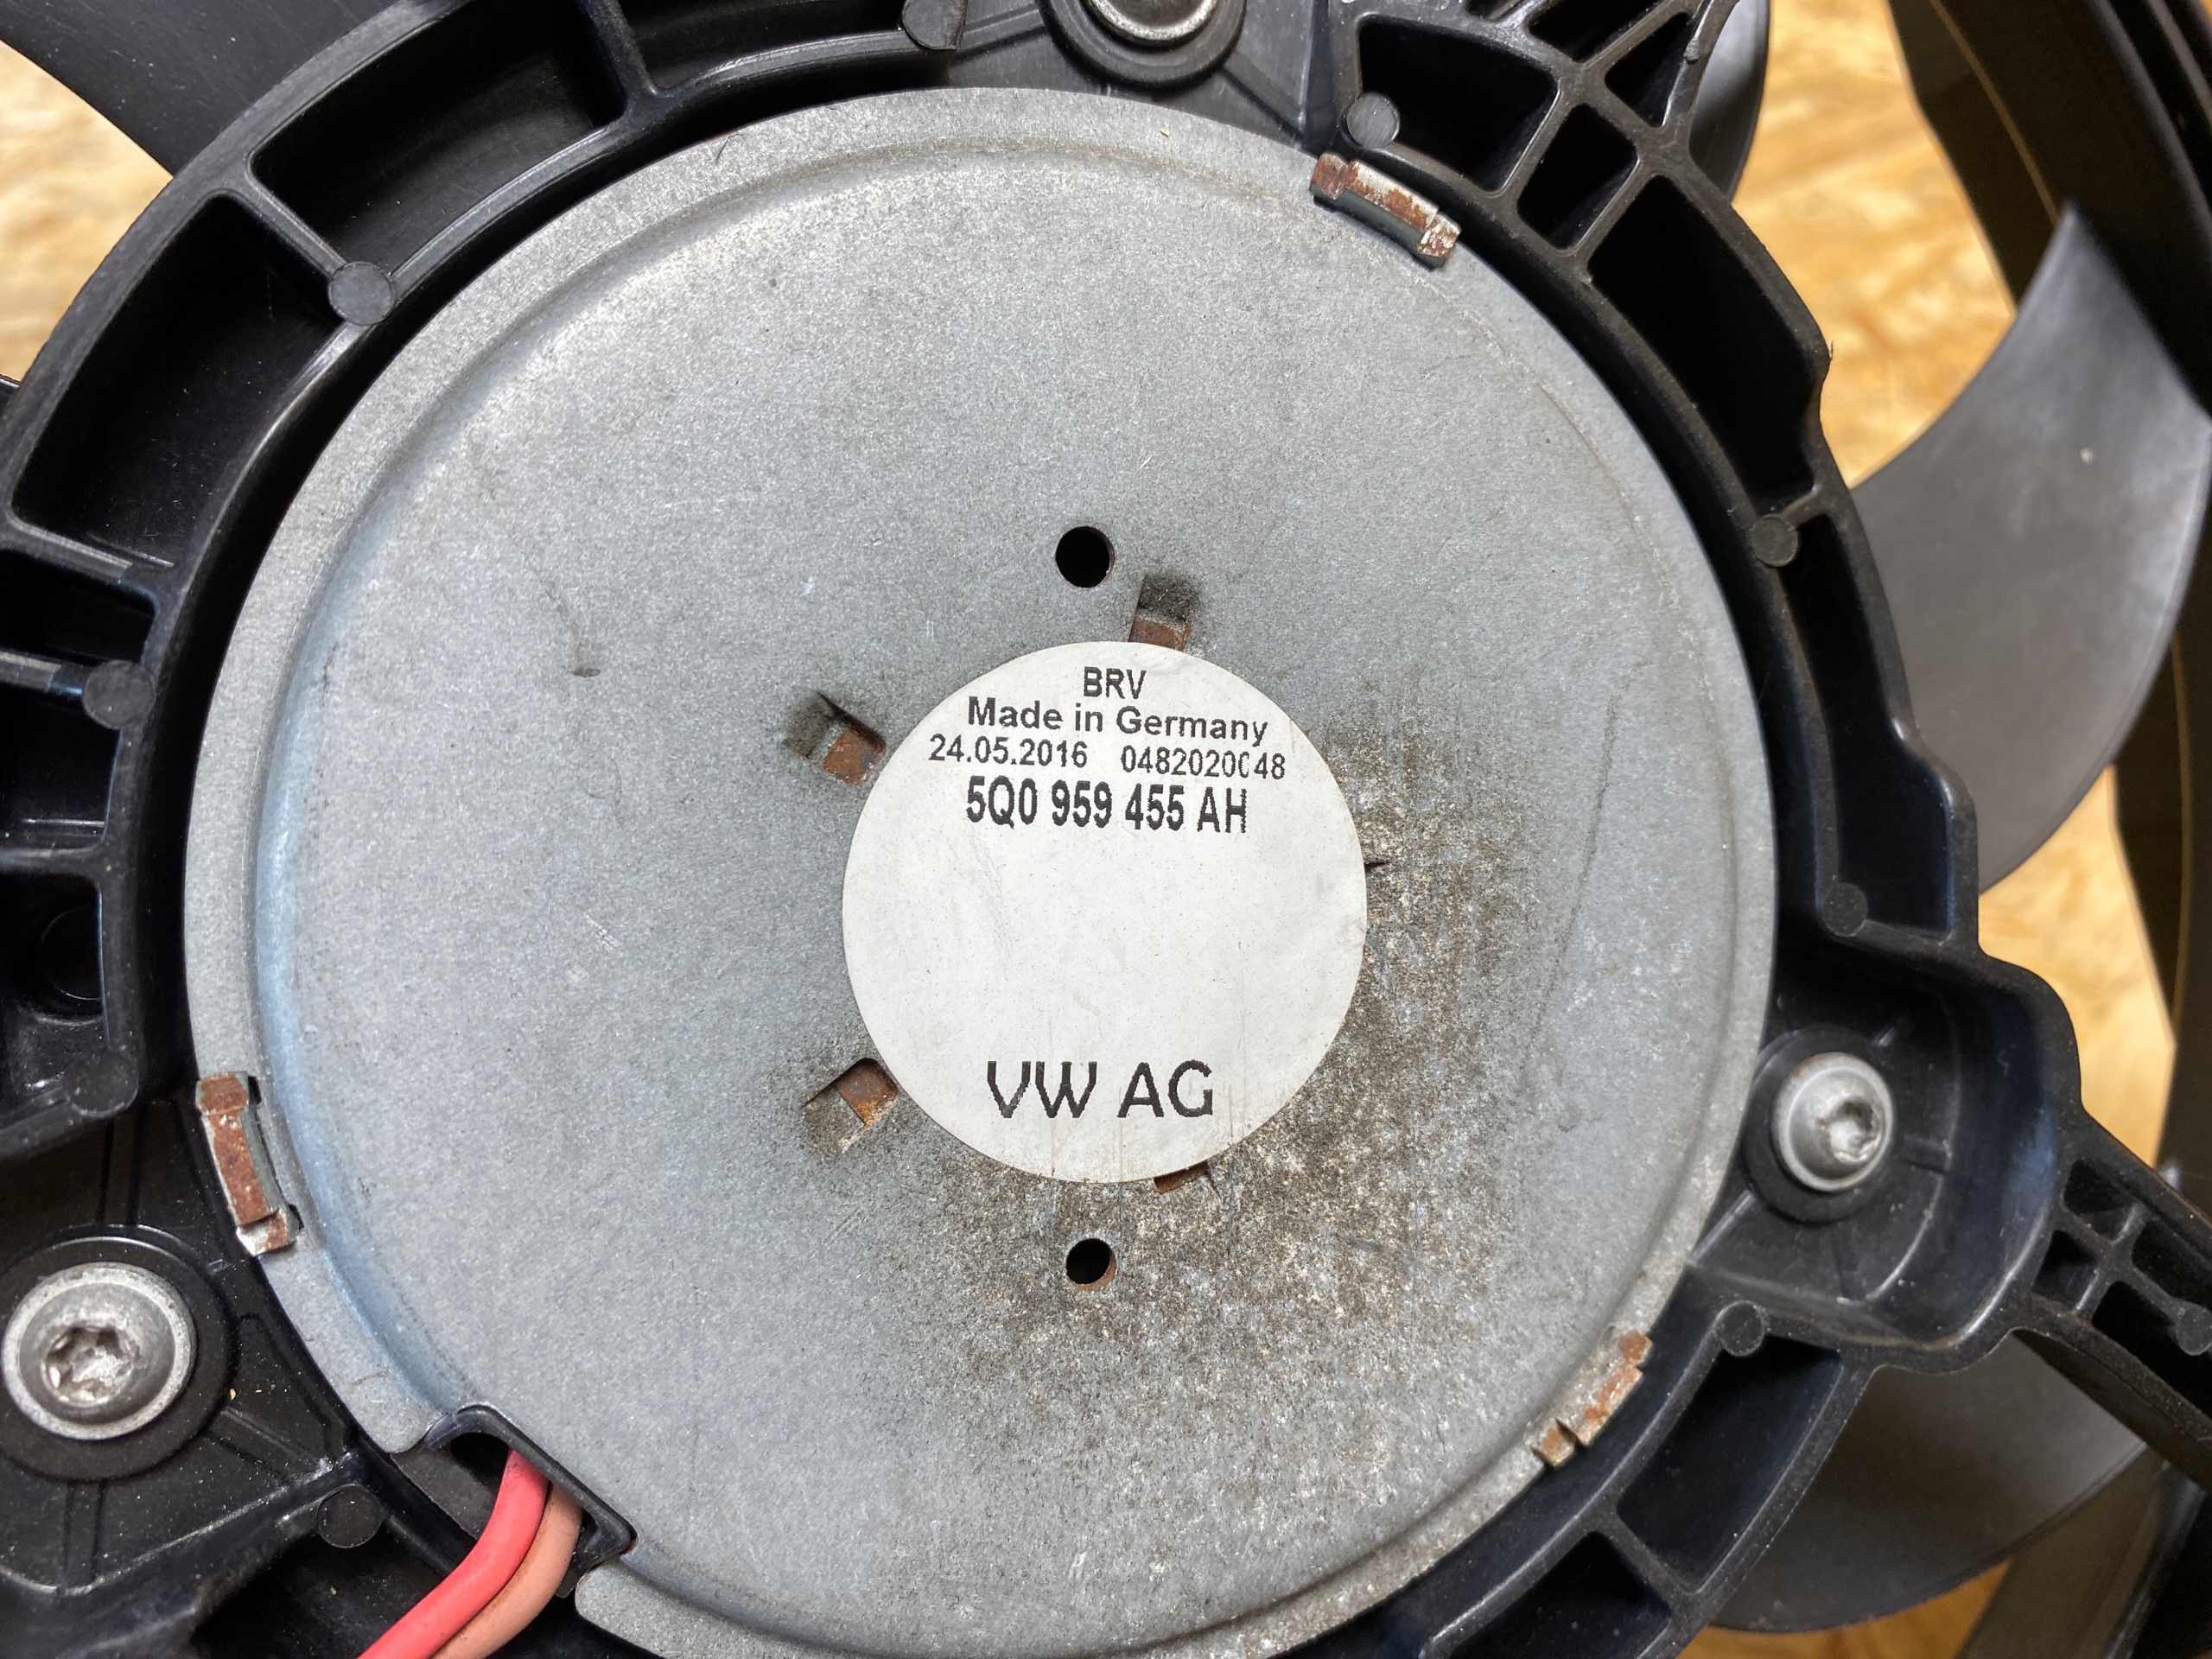 BRV
Made in Germany
24.05.2016 0482020048
5Q0 959 455 AH
VW AG